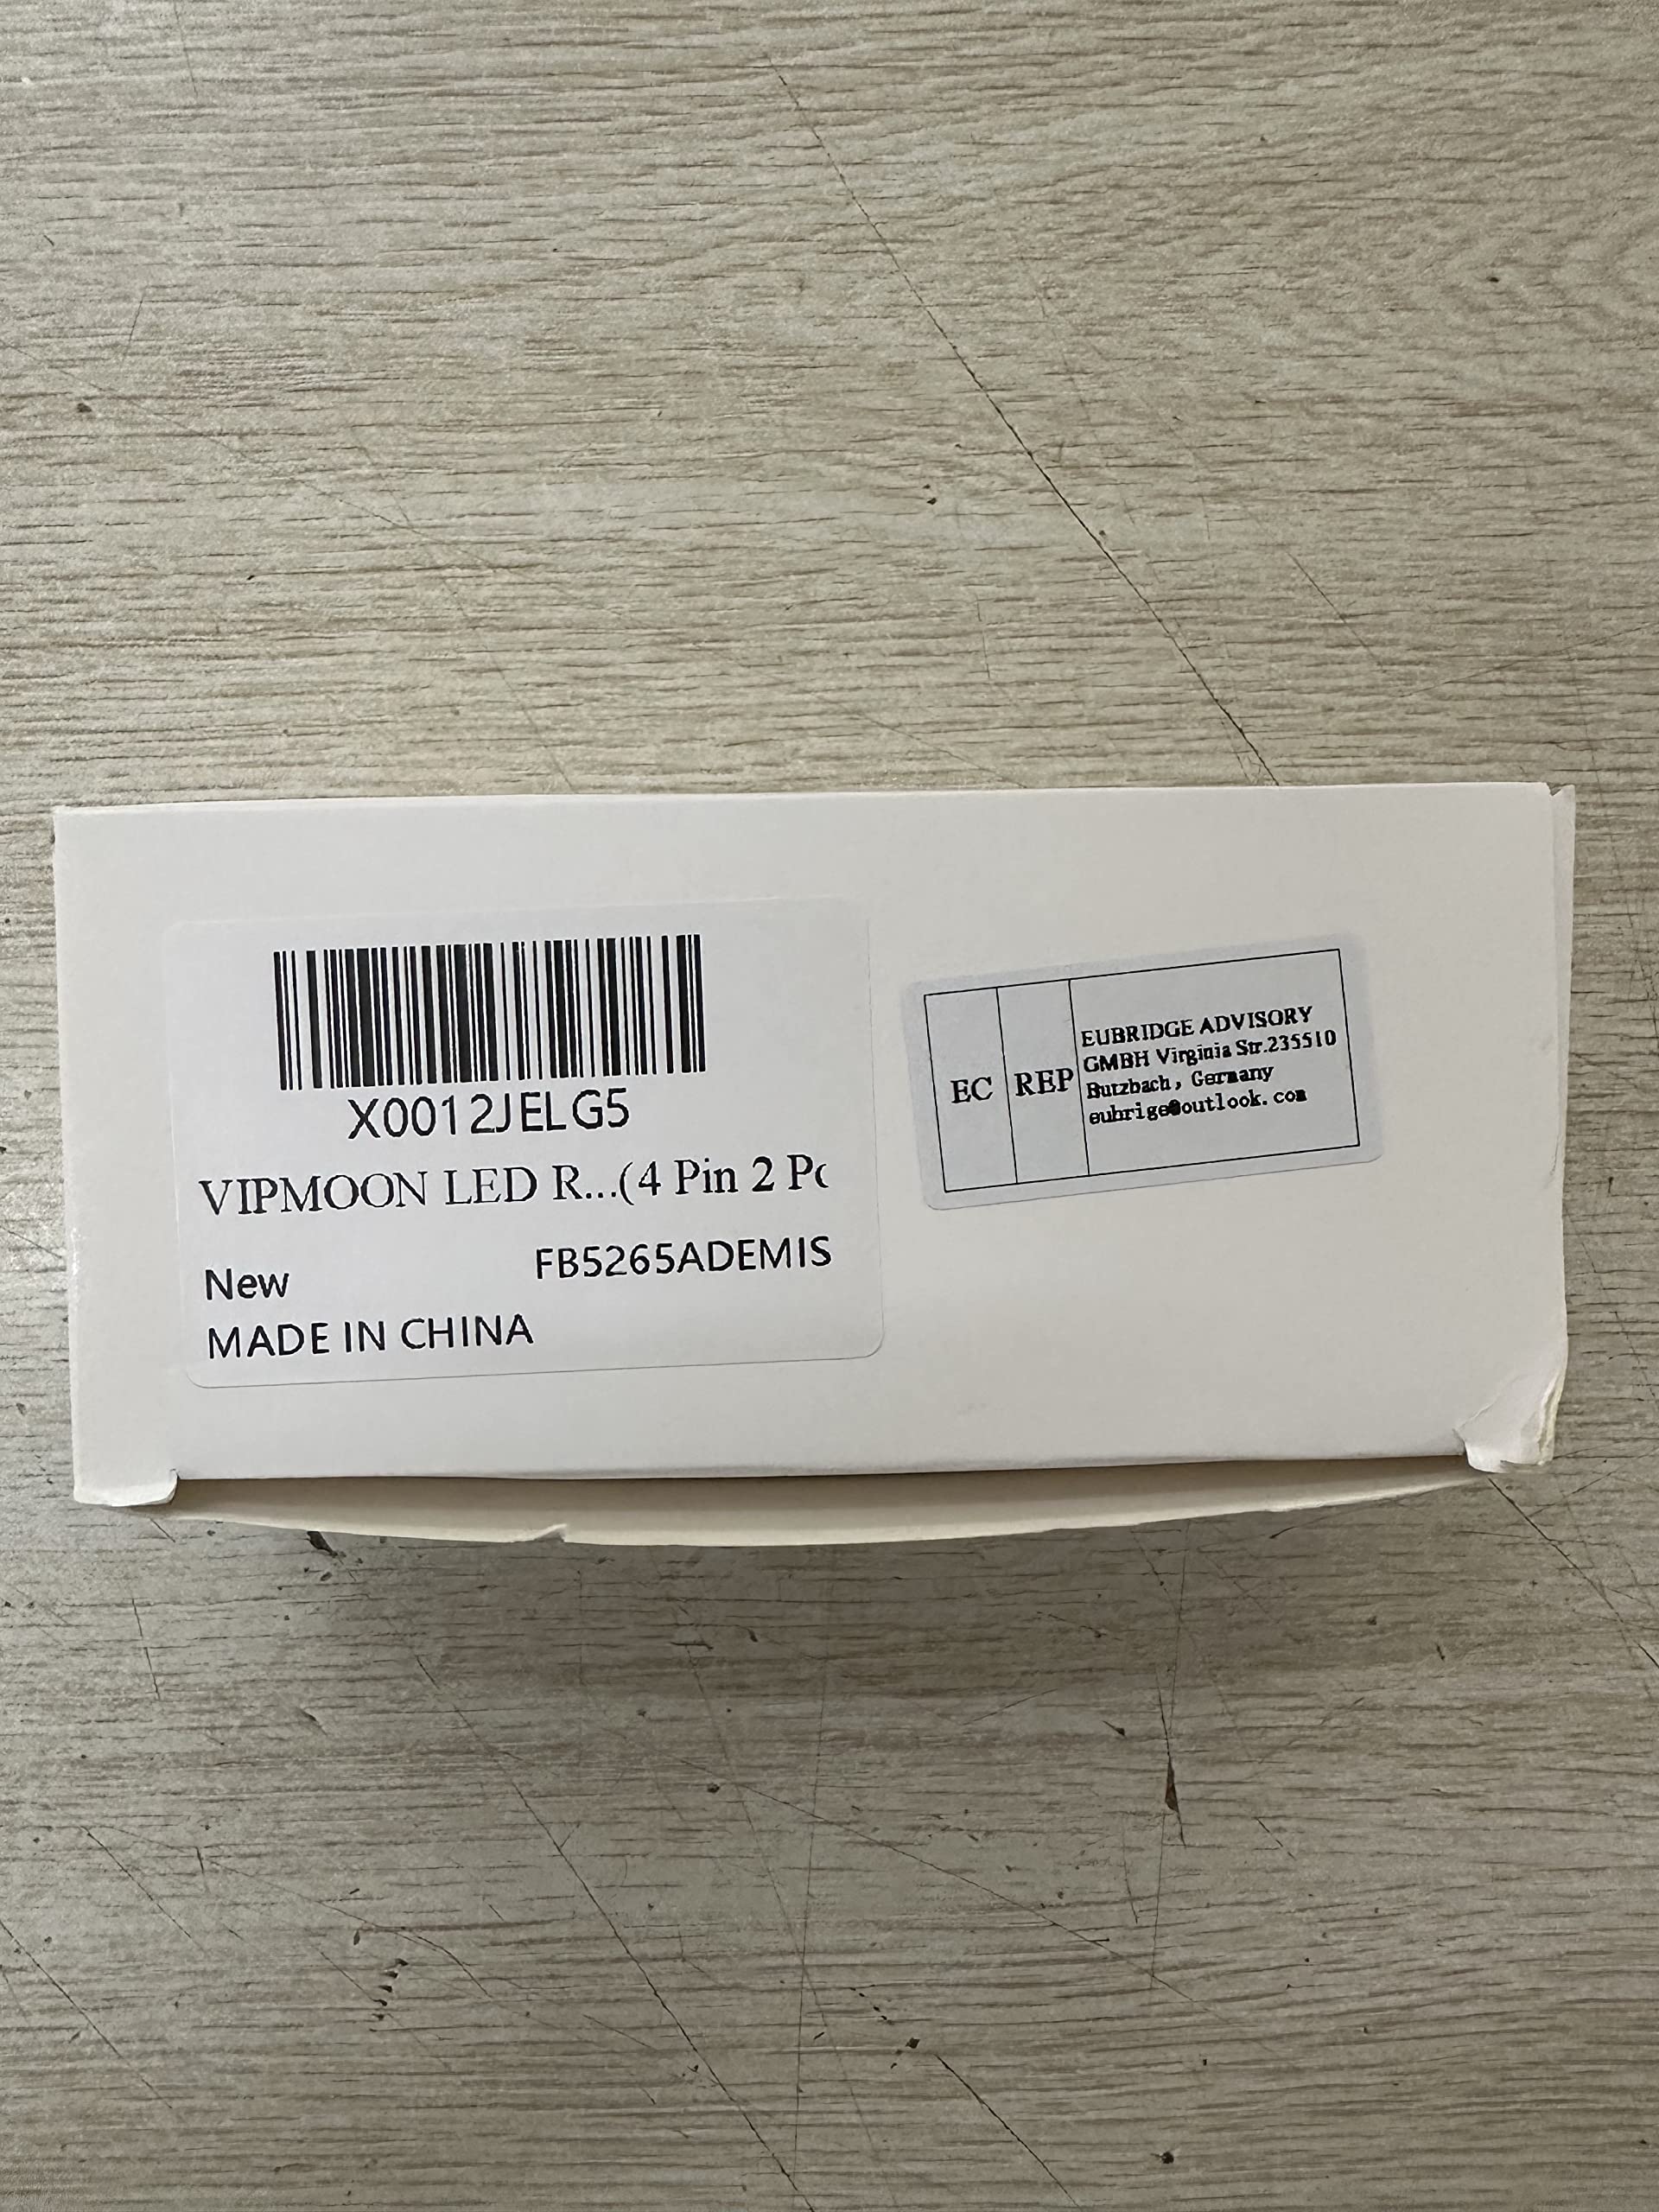 X0012JELG5
VIPMOON LED R...(4 Pin 2 Po
New FB5265ADEMIS
MADE IN CHINA
EC REP
EUBRIDGE ADVISORY
GMBH Virginia Str.235510
Butzbach, Germany
eubrige@outlook.com